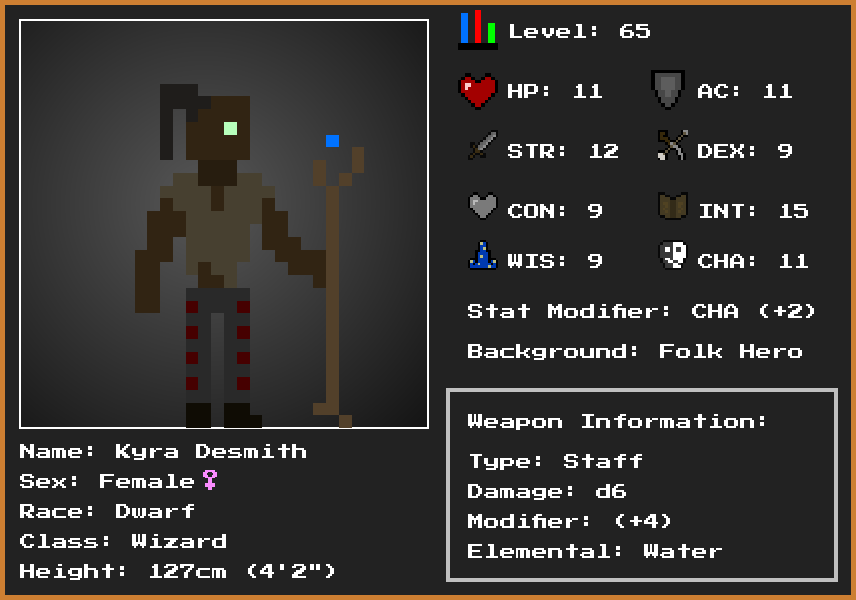 Level: 65
HP: 11 AC: 11
STR: 12 DEX: 9
CON: 9 INT: 15
WIS: 9 CHA: 11
Stat Modifier: CHA (+2)
Background: Folk Hero
Weapon Information:
Type: Staff
Damage: d6
Modifier: (+4)
Elemental: Water
Name: Kyra Desmith
Sex: Female♀
Race: Dwarf
Class: Wizard
Height: 127cm (4'2")